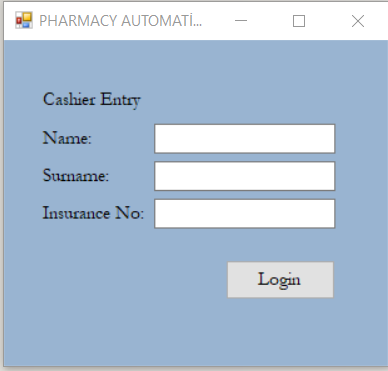 PHARMACY AUTOMATİ...
Cashier Entry
Name:
Surname:
Insurance No:
Login